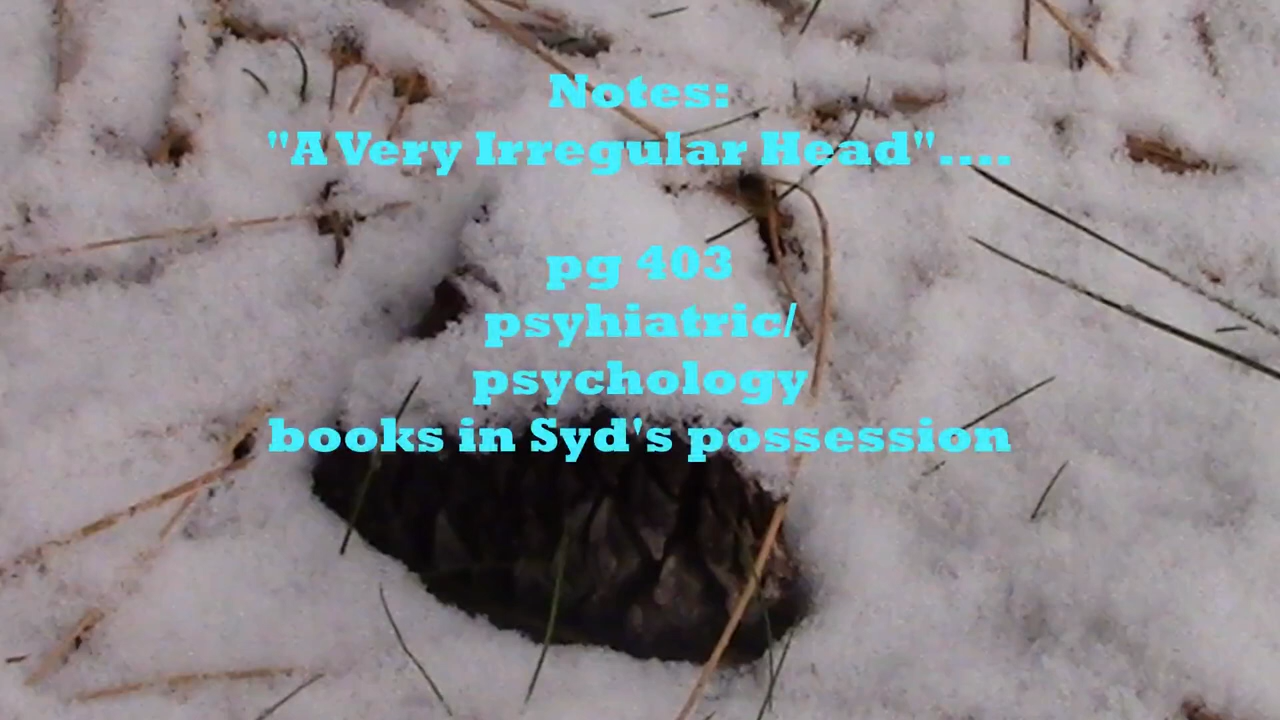 Notes:
"A Very Irregular Head"....
pg 403
psyhiatric/
psychology
books in Syd's possession